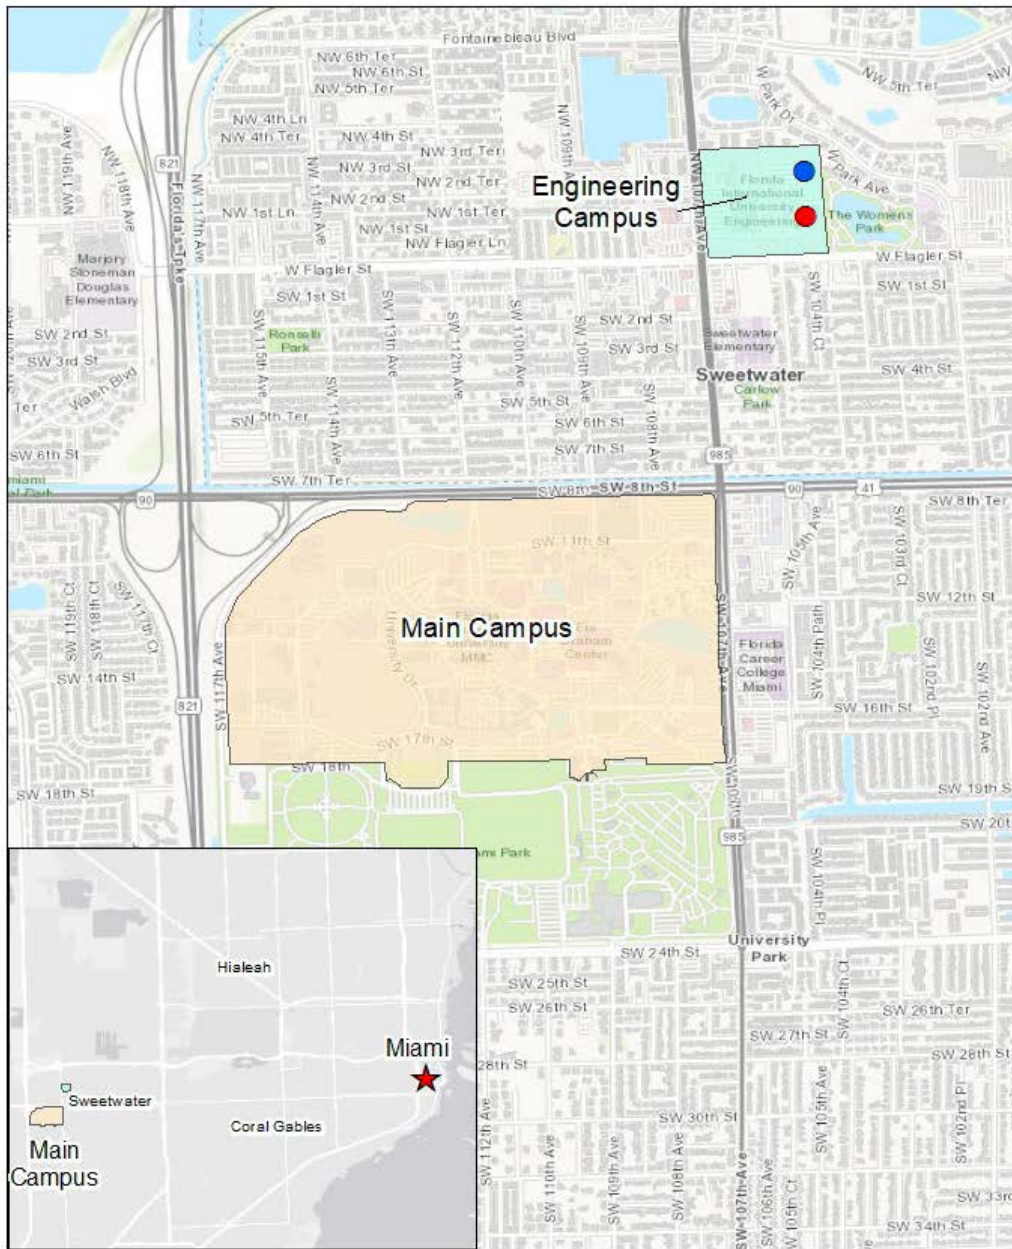 Fontainebleau Blvd
NW 6th Ter
NW 6th St
NW 5th Ter
NW 5th Ter
W Park Dr
NW 4th Ln
NW 4th Ter
NW 4th St
NW 119th Ave
NW 118th Ave
821
Florida's Tpke
NW 117th Ave
NW 114th Ave
NW 109th Ave
NW 3rd Ter
NW 3rd St
NW 2nd Ter
NW 2nd St
NW 1st Ln
NW 1st Ter
NW 1st St
NW Flagler Ln
W Park Ave
NW 107th Ave
Engineering
Campus
Florida
International
University
Engineering
The Womens
Park
W Flagler St
W Flagler St
Marjory
Stoneman
Douglas
Elementary
SW 1st St
SW 1st St
SW 104th Ct
SW 2nd St
SW 2nd St
SW 3rd St
SW 3rd St
Ronselli
Park
SW 115th Ave
SW 114th Ave
SW 113th Ave
SW 112th Ave
SW 110th Ave
SW 109th Ave
SW 108th Ave
Sweetwater
Elementary
Sweetwater
SW 4th St
Carlow
Park
Walsh Blvd
Ter
SW 5th Ter
SW 5th St
SW 6th St
SW 6th St
SW 7th St
SW 7th Ter
985
90
SW 8th St
SW 8th St
90
41
SW 8th Ter
SW 11th St
SW 105th Ave
SW 103rd Ct
SW 12th St
SW 119th Ct
SW 118th Ct
SW 117th Ct
SW 14th St
SW 117th Ave
821
Main Campus
Florida
University
MMC
University Dr
Graham
Center
SW 107th Ave
Florida
Career
College
Miami
SW 104th Path
SW 102nd Pl
SW 102nd Ave
SW 16th St
SW 17th St
SW 18th
SW 18th St
SW 19th St
SW 20t
985
ami Park
SW 104th Pl
University
Park
SW 24th St
SW 25th St
SW 26th St
SW 104th Ct
SW 26th Ter
SW 27th St
SW 28th St
28th St
SW 30th St
SW 112th Ave
SW 110th Ave
SW 109th Ave
SW 108th Ave
SW 107th Ave
SW 106th Ave
SW 105th Ct
SW 105th Ave
SW 102nd Pl
SW 33rd
SW 34th St
Hialeah
Miami
Sweetwater
Coral Gables
Main
Campus